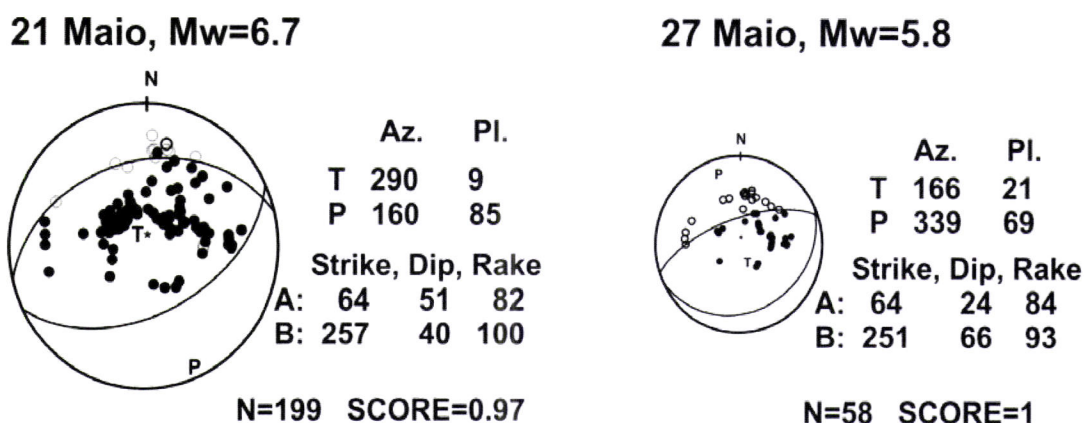 21 Maio, Mw=6.7
N
Az. Pl.
T 290 9
P 160 85
T
Strike, Dip, Rake
A: 64 51 82
B: 257 40 100
P
N=199 SCORE=0.97
27 Maio, Mw=5.8
N
P
Az. Pl.
T 166 21
P 339 69
T
Strike, Dip, Rake
A: 64 24 84
B: 251 66 93
N=58 SCORE=1